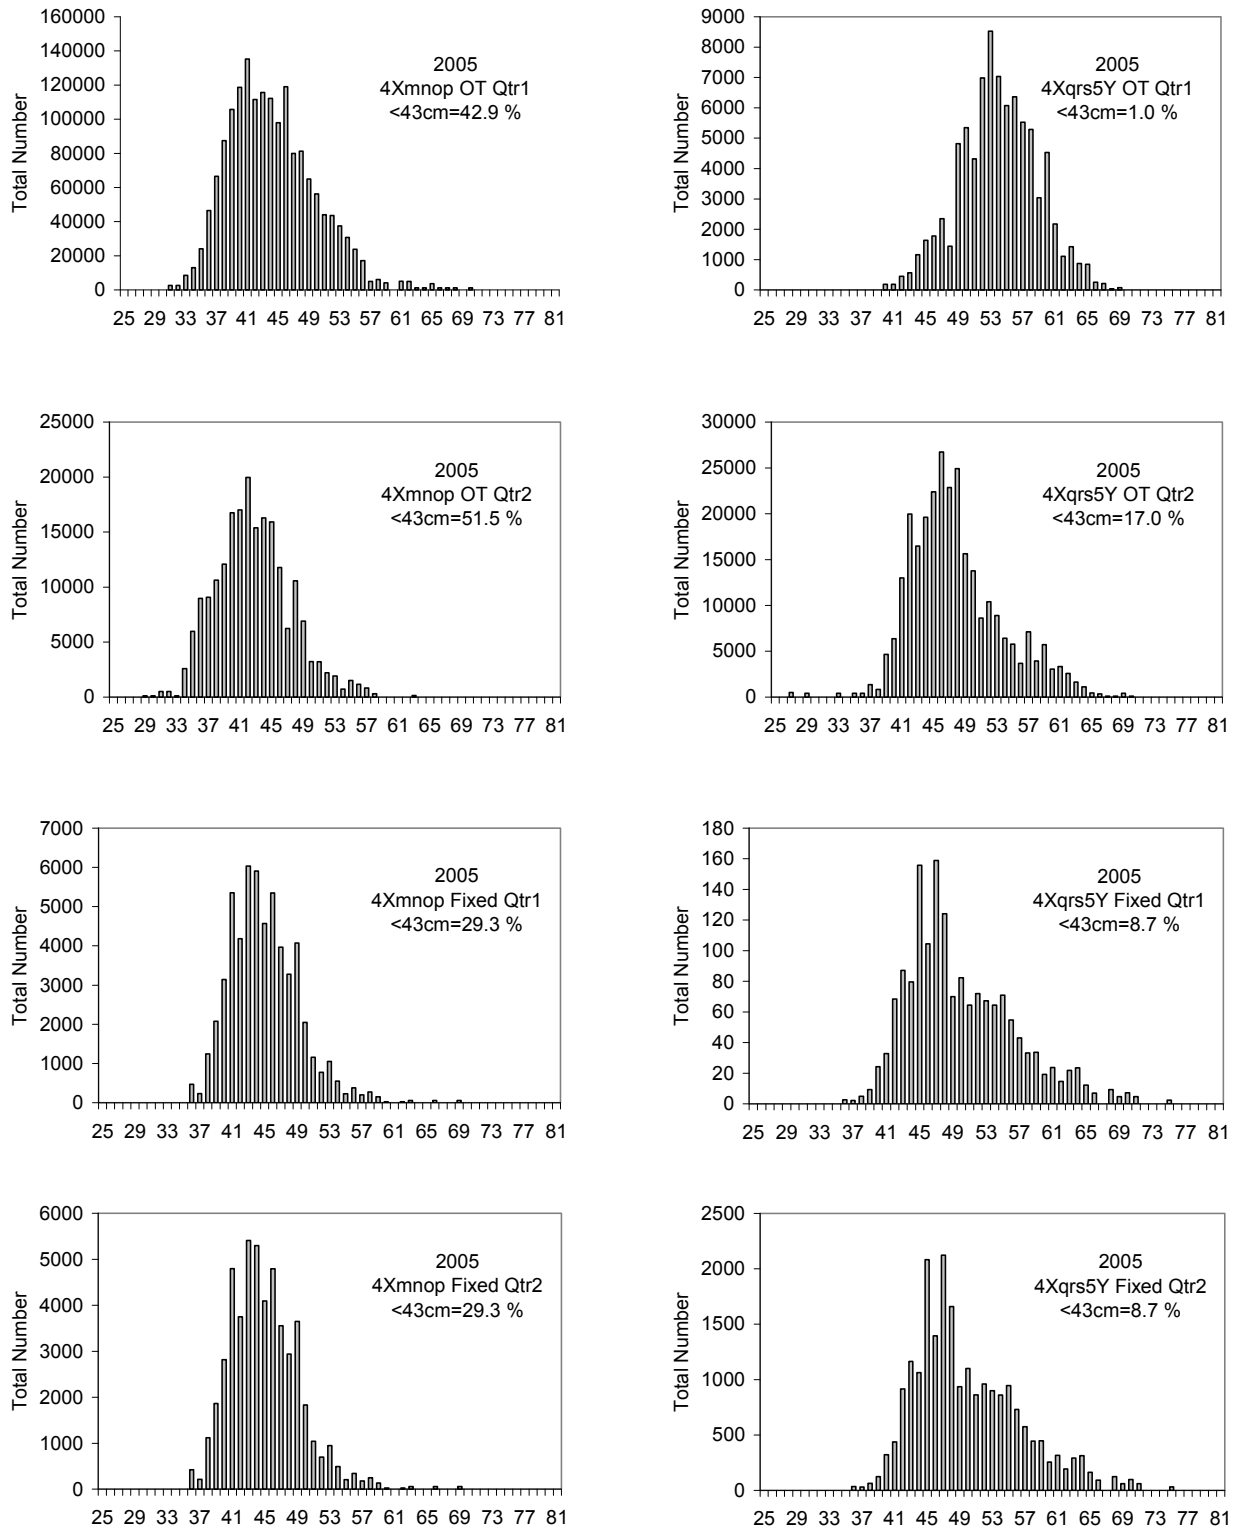 160000
140000
120000
100000
80000
60000
40000
20000
0
Total Number
2005
4Xmnop OT Qtr1
<43cm=42.9 %
25 29 33 37 41 45 49 53 57 61 65 69 73 77 81
9000
8000
7000
6000
5000
4000
3000
2000
1000
0
Total Number
2005
4Xqrs5Y OT Qtr1
<43cm=1.0 %
25 29 33 37 41 45 49 53 57 61 65 69 73 77 81
25000
20000
15000
10000
5000
0
Total Number
2005
4Xmnop OT Qtr2
<43cm=51.5 %
25 29 33 37 41 45 49 53 57 61 65 69 73 77 81
30000
25000
20000
15000
10000
5000
0
Total Number
2005
4Xqrs5Y OT Qtr2
<43cm=17.0 %
25 29 33 37 41 45 49 53 57 61 65 69 73 77 81
7000
6000
5000
4000
3000
2000
1000
0
Total Number
2005
4Xmnop Fixed Qtr1
<43cm=29.3 %
25 29 33 37 41 45 49 53 57 61 65 69 73 77 81
180
160
140
120
100
80
60
40
20
0
Total Number
2005
4Xqrs5Y Fixed Qtr1
<43cm=8.7 %
25 29 33 37 41 45 49 53 57 61 65 69 73 77 81
6000
5000
4000
3000
2000
1000
0
Total Number
2005
4Xmnop Fixed Qtr2
<43cm=29.3 %
25 29 33 37 41 45 49 53 57 61 65 69 73 77 81
2500
2000
1500
1000
500
0
Total Number
2005
4Xqrs5Y Fixed Qtr2
<43cm=8.7 %
25 29 33 37 41 45 49 53 57 61 65 69 73 77 81